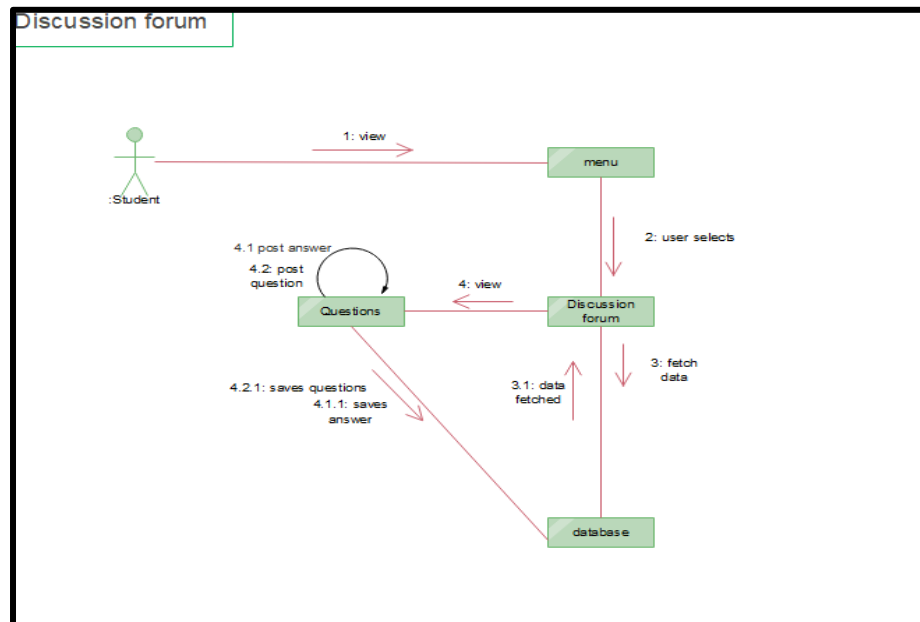 Discussion forum
1: view
menu
:Student
2: user selects
4.1 post answer
4.2: post
question
4: view
Questions
Discussion
forum
3: fetch
data
3.1: data
fetched
4.2.1: saves questions
4.1.1: saves
answer
database